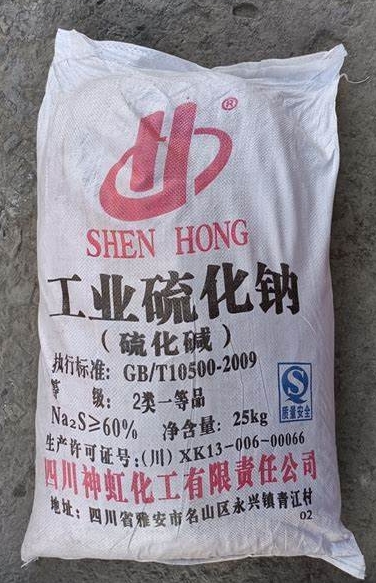 ®
SHEN HONG
工业硫化钠
（硫化碱）
执行标准：GB/T10500-2009
等　级：2类一等品
Na₂S≥60%　净含量：25kg
质量安全
生产许可证号：(川) XK13-006-00066
四川神虹化工有限责任公司
地址：四川省雅安市名山区永兴镇青江村
02